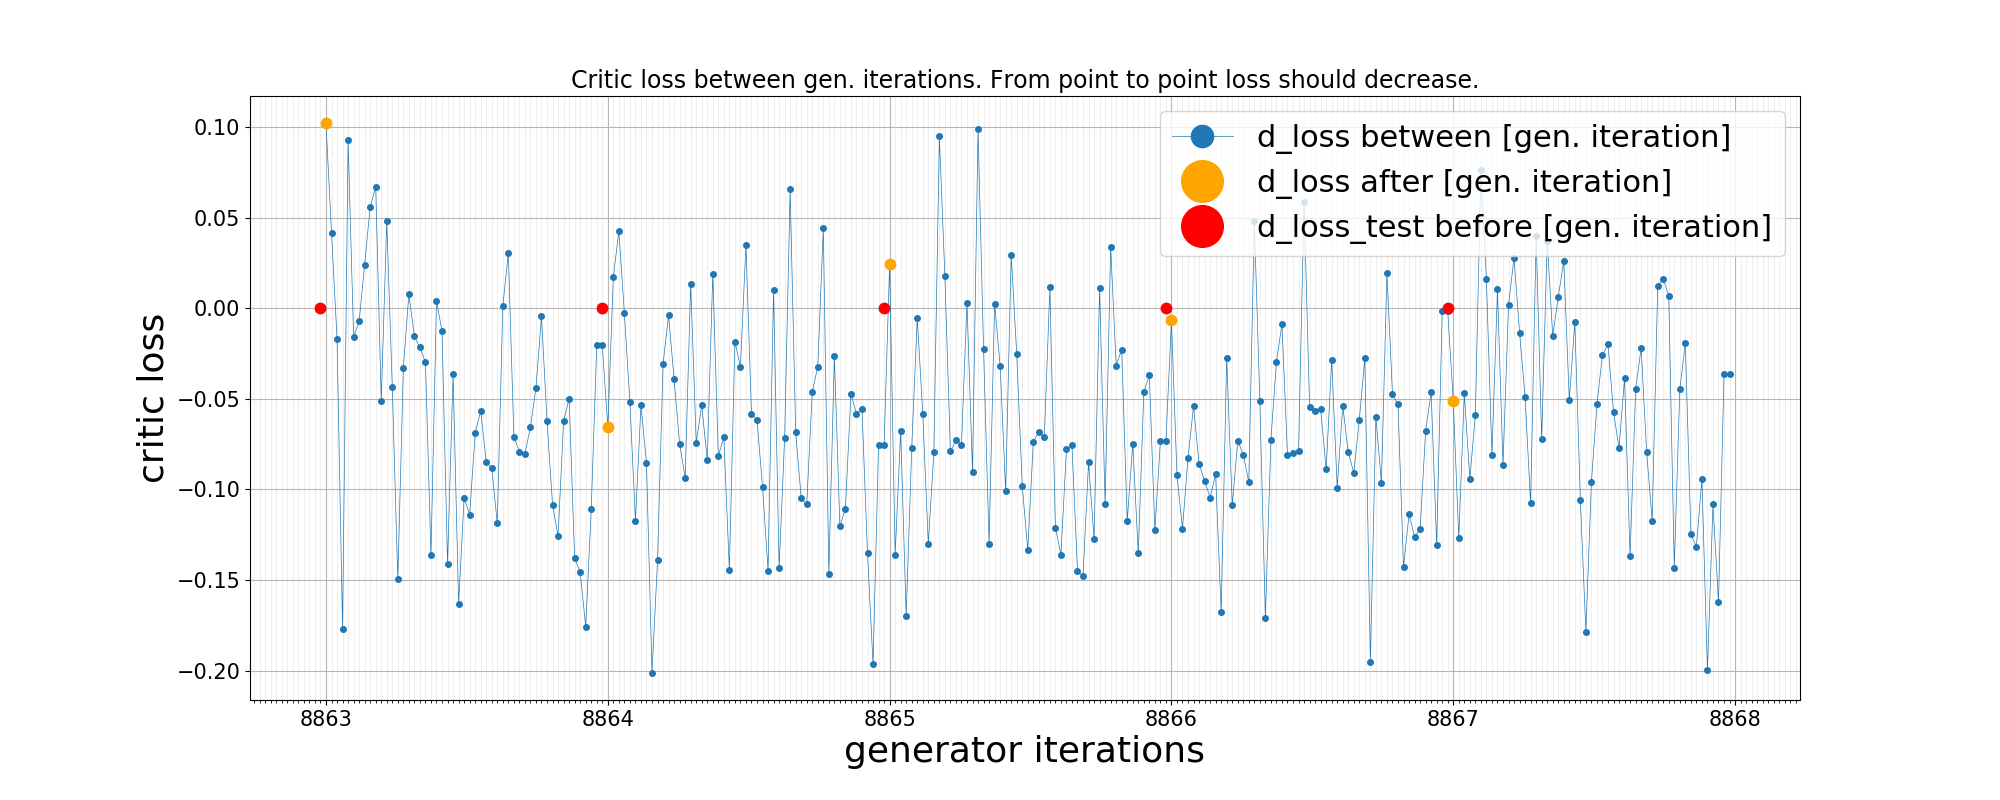 Critic loss between gen. iterations. From point to point loss should decrease.
d_loss between [gen. iteration]
d_loss after [gen. iteration]
d_loss_test before [gen. iteration]
critic loss
0.10
0.05
0.00
−0.05
−0.10
−0.15
−0.20
8863 8864 8865 8866 8867 8868
generator iterations